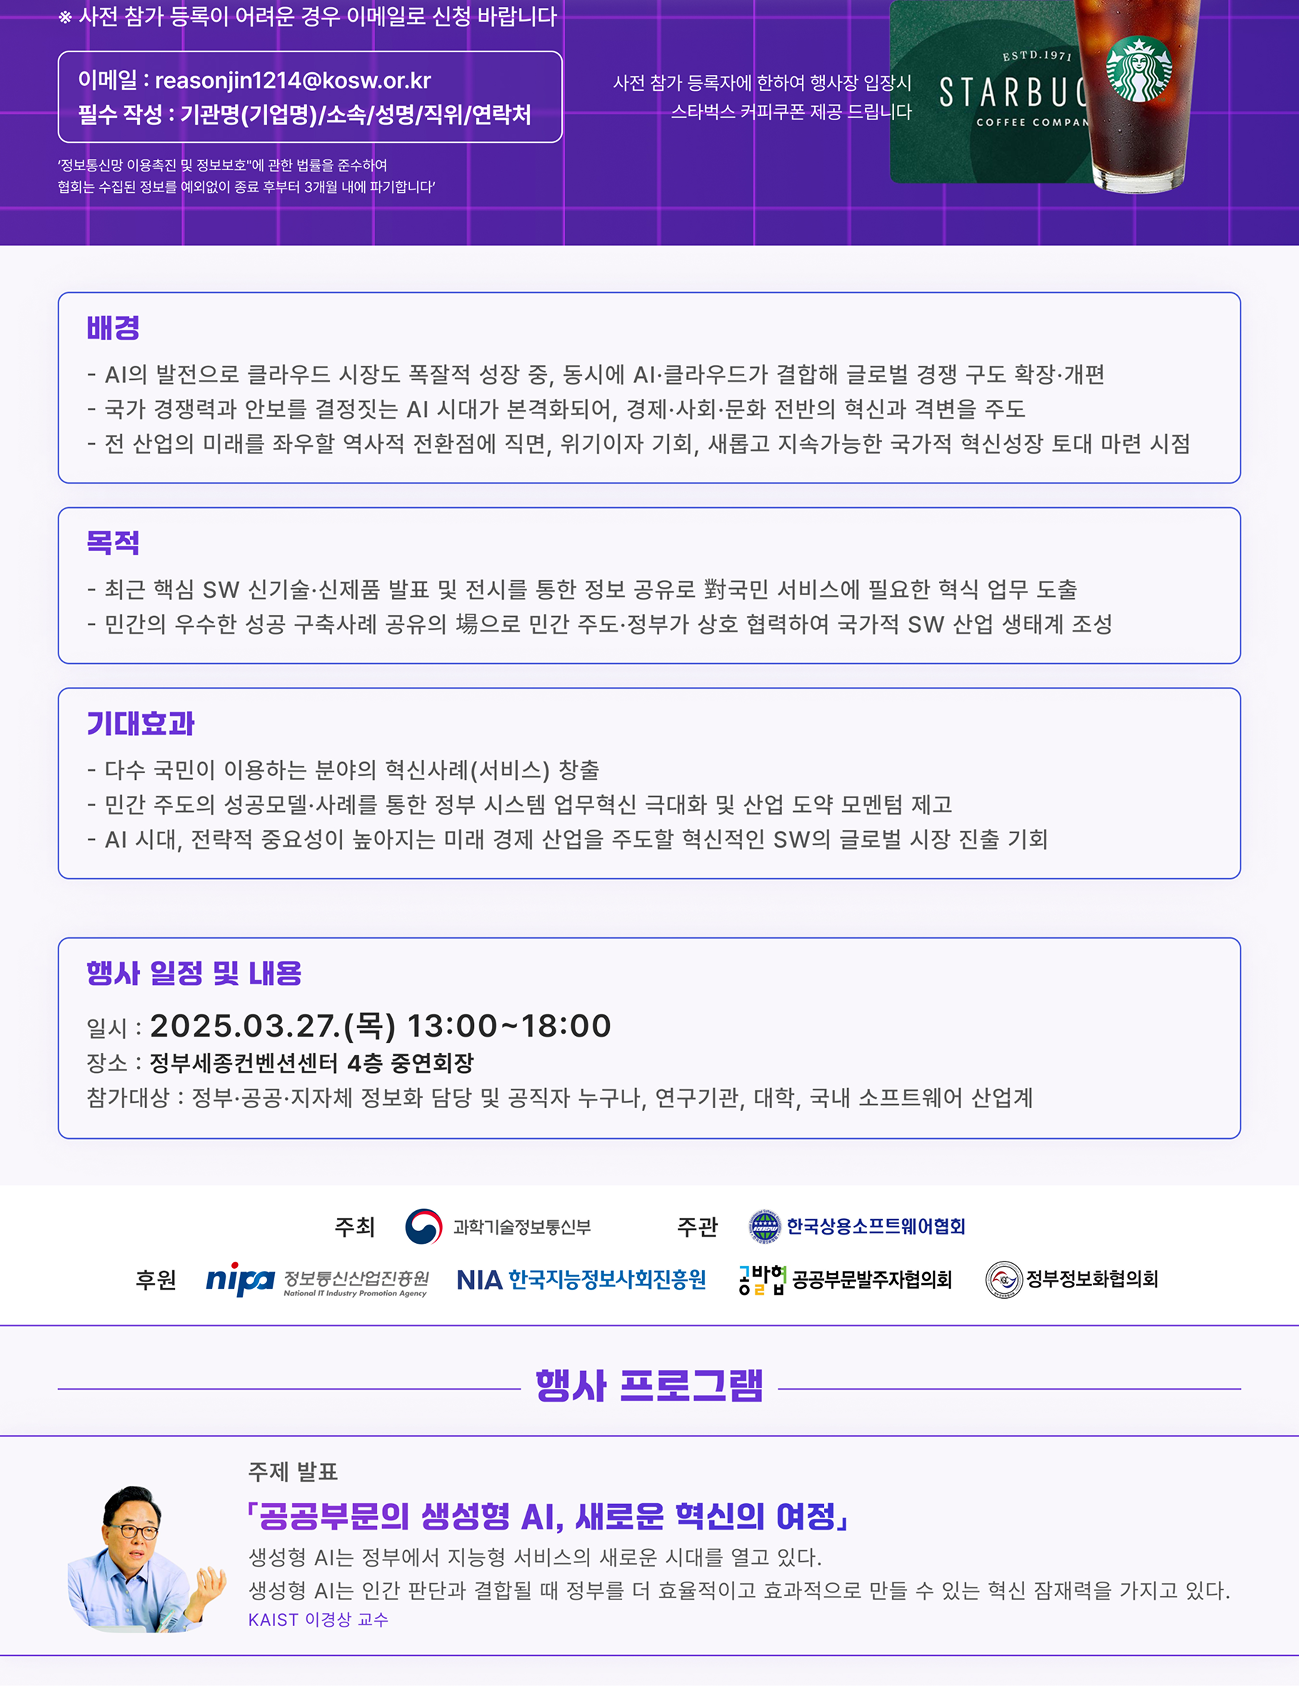 ※ 사전 참가 등록이 어려운 경우 이메일로 신청 바랍니다
이메일 : reasonjin1214@kosw.or.kr
필수 작성 : 기관명(기업명)/소속/성명/직위/연락처
'정보통신망 이용촉진 및 정보보호"에 관한 법률을 준수하여
협회는 수집된 정보를 예외없이 종료 후부터 3개월 내에 파기합니다'
사전 참가 등록자에 한하여 행사장 입장시
스타벅스 커피쿠폰 제공 드립니다
ESTD.1971
STARBUC
COFFEE COMPAN
배경
- AI의 발전으로 클라우드 시장도 폭잘적 성장 중, 동시에 AI·클라우드가 결합해 글로벌 경쟁 구도 확장·개편
- 국가 경쟁력과 안보를 결정짓는 AI 시대가 본격화되어, 경제·사회·문화 전반의 혁신과 격변을 주도
- 전 산업의 미래를 좌우할 역사적 전환점에 직면, 위기이자 기회, 새롭고 지속가능한 국가적 혁신성장 토대 마련 시점
목적
- 최근 핵심 SW 신기술·신제품 발표 및 전시를 통한 정보 공유로 對국민 서비스에 필요한 혁식 업무 도출
- 민간의 우수한 성공 구축사례 공유의 場으로 민간 주도·정부가 상호 협력하여 국가적 SW 산업 생태계 조성
기대효과
- 다수 국민이 이용하는 분야의 혁신사례(서비스) 창출
- 민간 주도의 성공모델·사례를 통한 정부 시스템 업무혁신 극대화 및 산업 도약 모멘텀 제고
- AI 시대, 전략적 중요성이 높아지는 미래 경제 산업을 주도할 혁신적인 SW의 글로벌 시장 진출 기회
행사 일정 및 내용
일시 : 2025.03.27.(목) 13:00~18:00
장소 : 정부세종컨벤션센터 4층 중연회장
참가대상 : 정부·공공·지자체 정보화 담당 및 공직자 누구나, 연구기관, 대학, 국내 소프트웨어 산업계
주최 과학기술정보통신부 주관 한국상용소프트웨어협회
후원 nipa 정보통신산업진흥원 NIA 한국지능정보사회진흥원 공발협 공공부문발주자협의회 정부정보화협의회
National IT Industry Promotion Agency
행사 프로그램
주제 발표
「공공부문의 생성형 AI, 새로운 혁신의 여정」
생성형 AI는 정부에서 지능형 서비스의 새로운 시대를 열고 있다.
생성형 AI는 인간 판단과 결합될 때 정부를 더 효율적이고 효과적으로 만들 수 있는 혁신 잠재력을 가지고 있다.
KAIST 이경상 교수